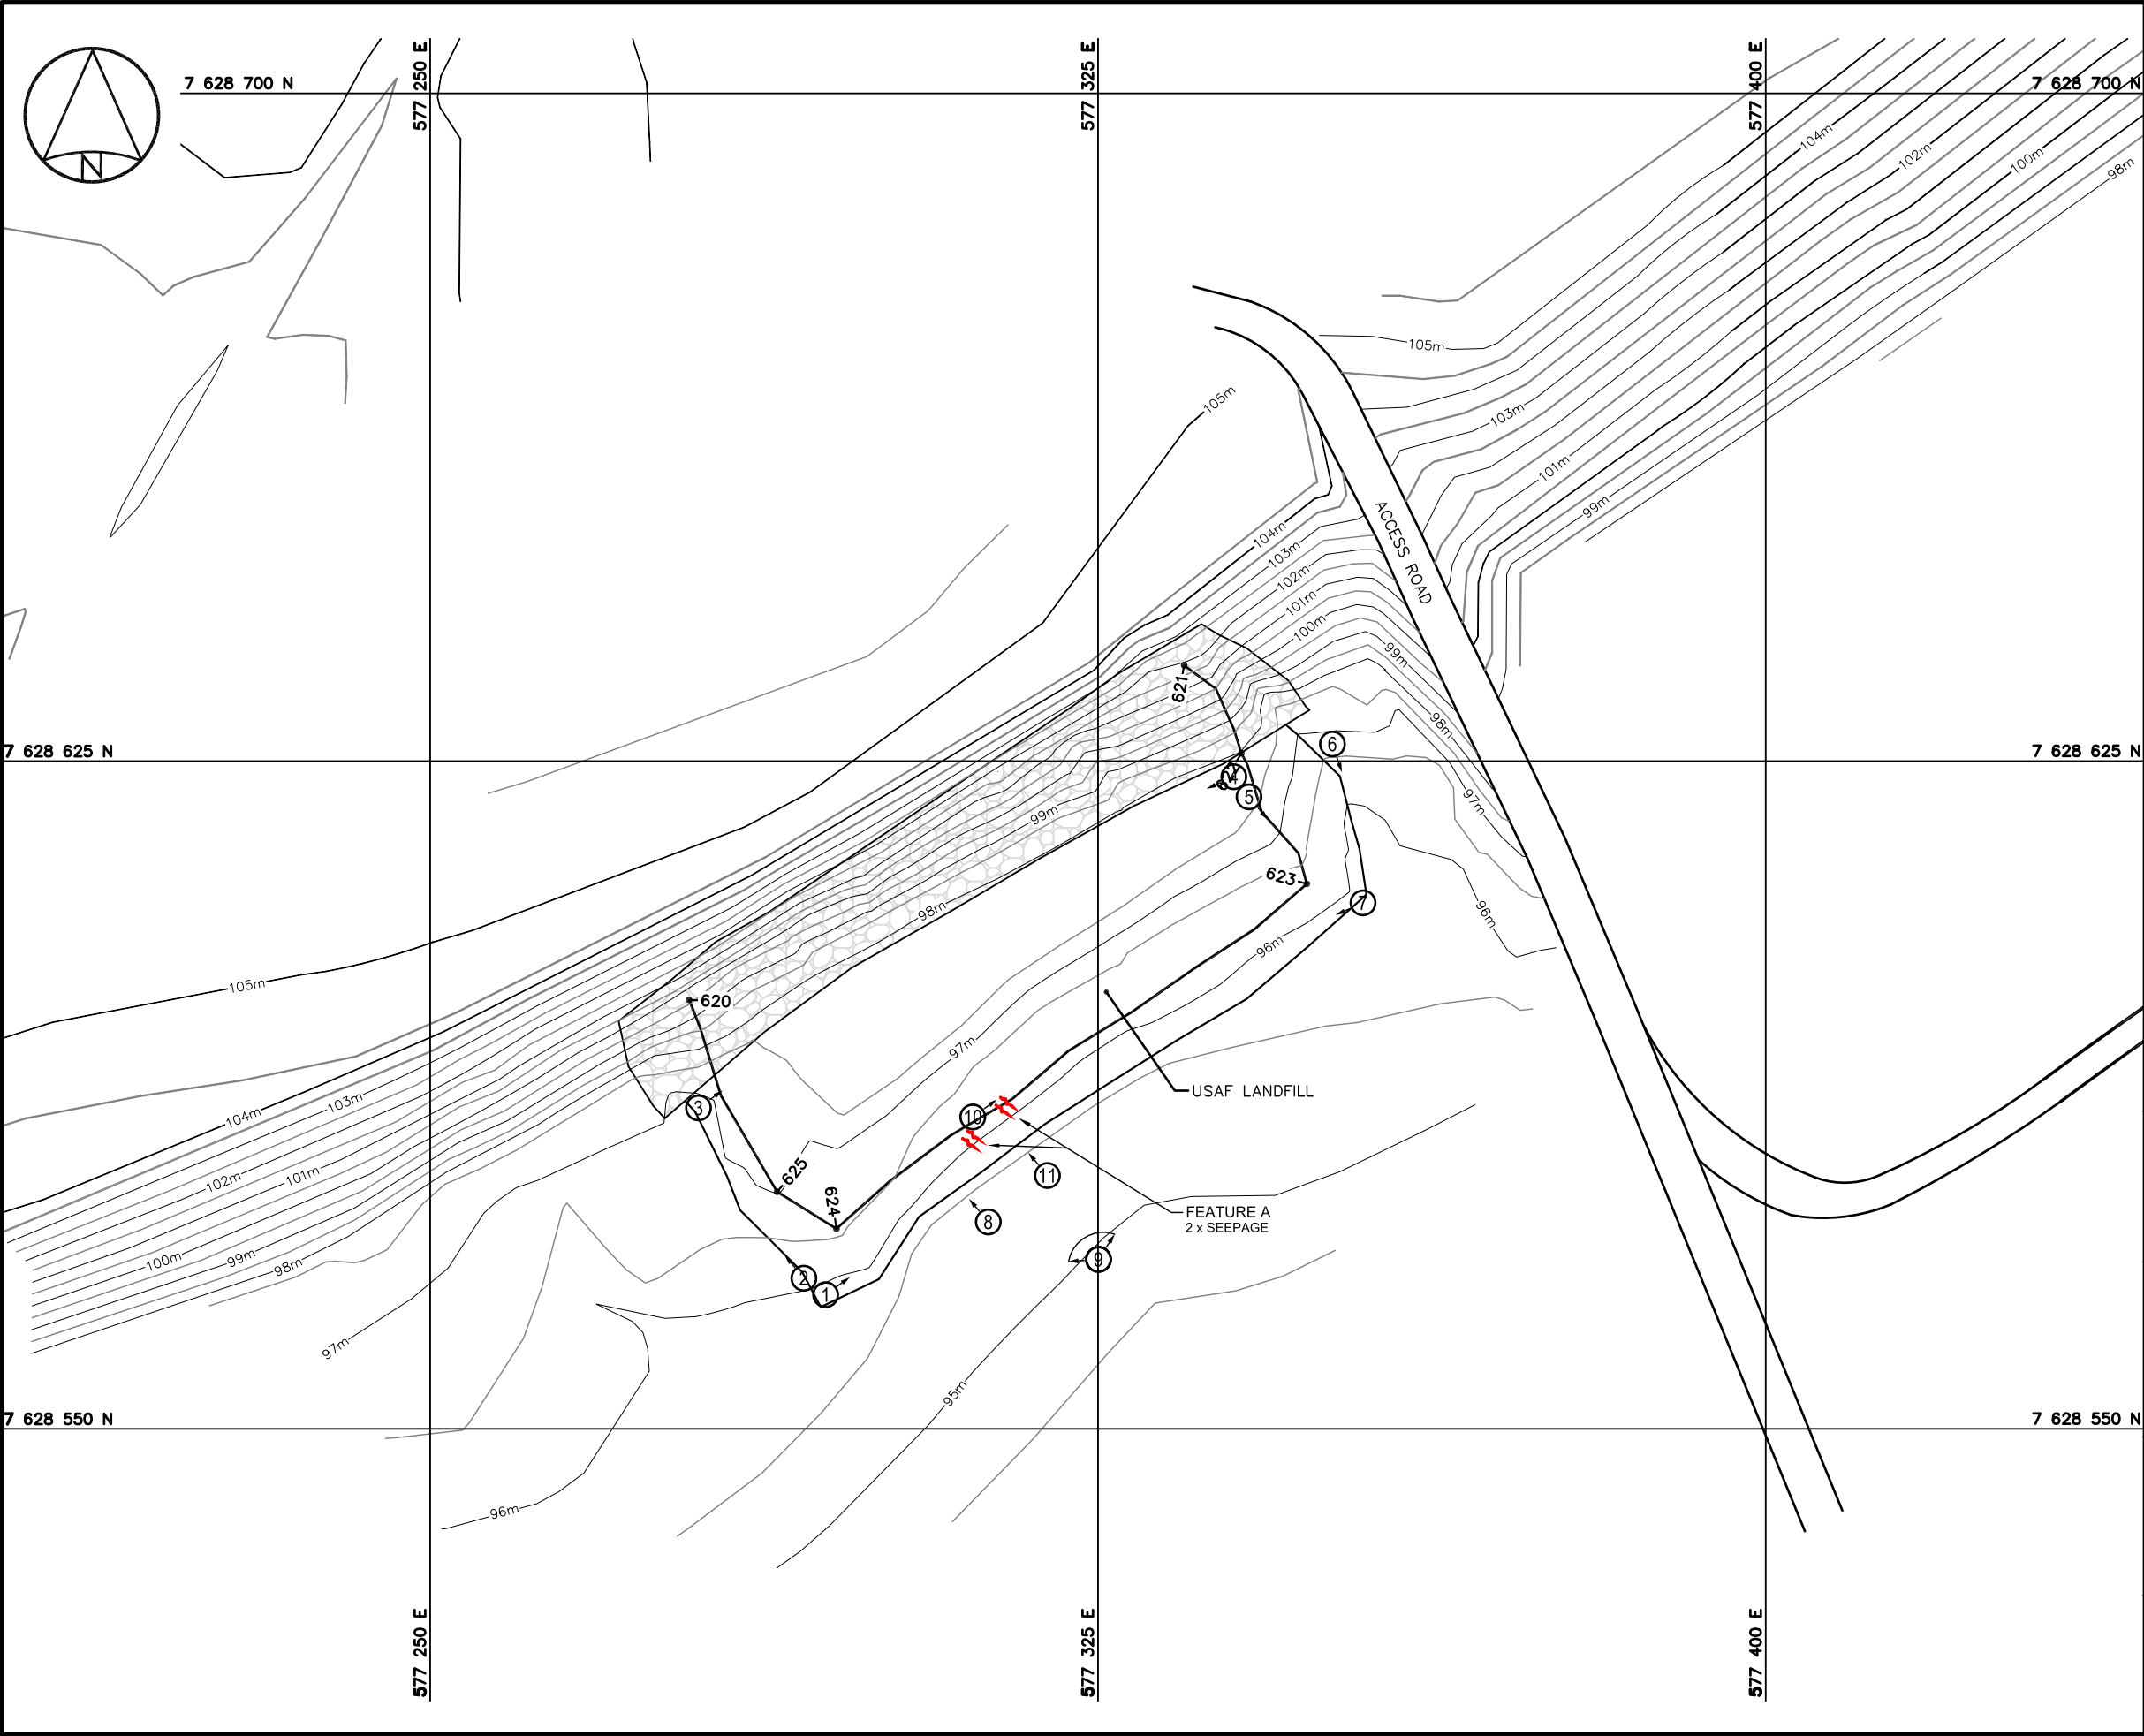 577 250 E
577 325 E
577 400 E
7 628 700 N
7 628 700 N
N
104m
102m
100m
98m
105m
105m
103m
101m
99m
ACCESS ROAD
104m
103m
102m
101m
100m
99m
98m
97m
96m
621
6
7 628 625 N
7 628 625 N
4
5
99m
98m
623
7
96m
105m
620
97m
USAF LANDFILL
104m
103m
3
10
102m
101m
625
624
11
FEATURE A
2 x SEEPAGE
8
9
100m
99m
98m
2
1
97m
95m
7 628 550 N
7 628 550 N
96m
577 250 E
577 325 E
577 400 E